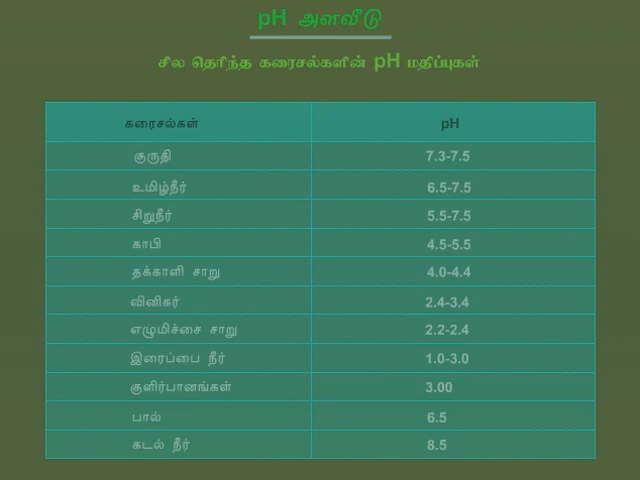 pH அளவீடு
சில தெரிந்த கரைசல்களின் pH மதிப்புகள்
கரைசல்கள் pH
குருதி 7.3-7.5
உமிழ்நீர் 6.5-7.5
சிறுநீர் 5.5-7.5
காபி 4.5-5.5
தக்காளி சாறு 4.0-4.4
வினிகர் 2.4-3.4
எழுமிச்சை சாறு 2.2-2.4
இரைப்பை நீர் 1.0-3.0
குளிர்பானங்கள் 3.00
பால் 6.5
கடல் நீர் 8.5